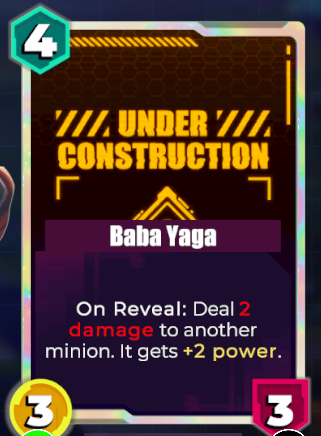 4
UNDER
CONSTRUCTION
Baba Yaga
On Reveal: Deal 2
damage to another
minion. It gets +2 power.
3
3